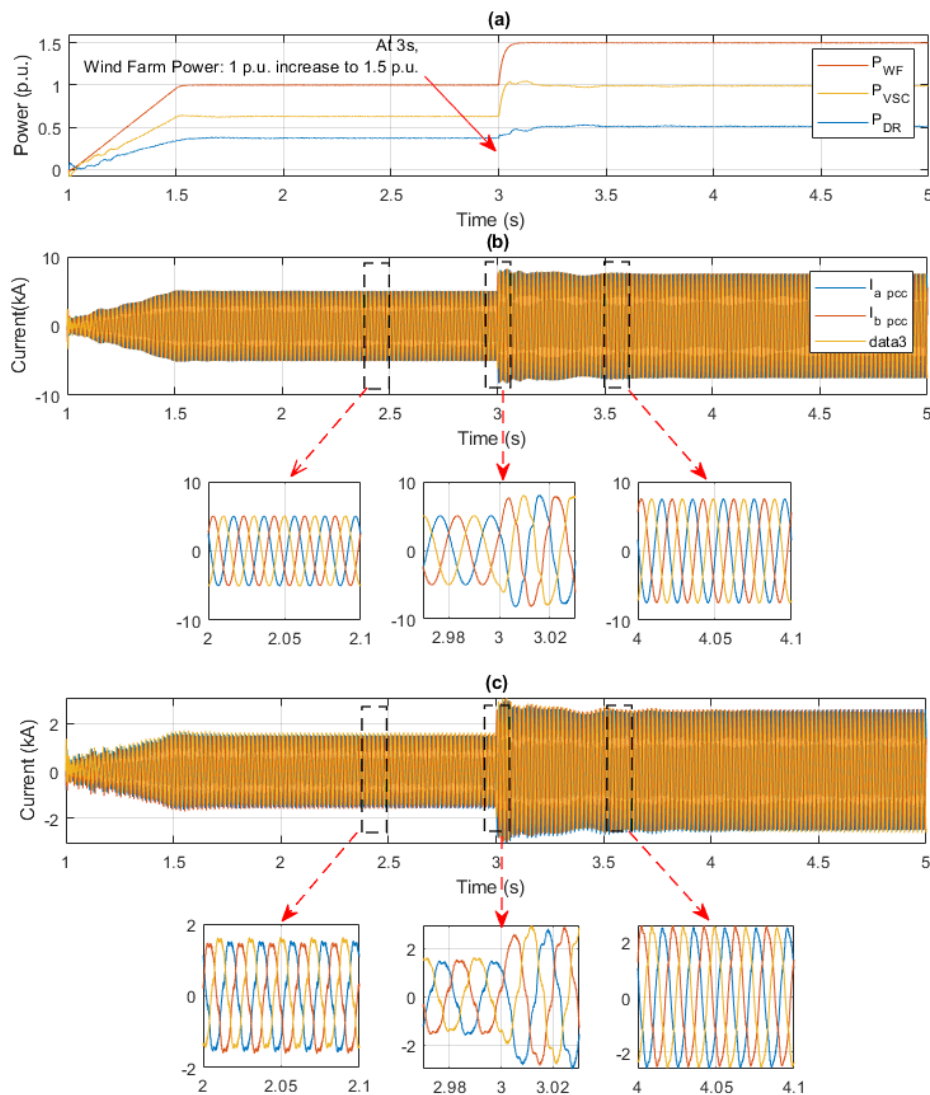 (a)
At 3s,
Wind Farm Power: 1 p.u. increase to 1.5 p.u.
P_WF
P_VSC
P_DR
Power (p.u.)
1.5
1
0.5
0
1 1.5 2 2.5 3 3.5 4 4.5 5
Time (s)
(b)
Current(kA)
10
0
-10
I_a pcc
I_b pcc
data3
1 1.5 2 2.5 3 3.5 4 4.5 5
Time (s)
10
0
-10
2 2.05 2.1
10
0
-10
2.98 3 3.02
10
0
-10
4 4.05 4.1
(c)
Current (kA)
2
0
-2
1 1.5 2 2.5 3 3.5 4 4.5 5
Time (s)
2
0
-2
2 2.05 2.1
2
0
-2
2.98 3 3.02
2
0
-2
4 4.05 4.1